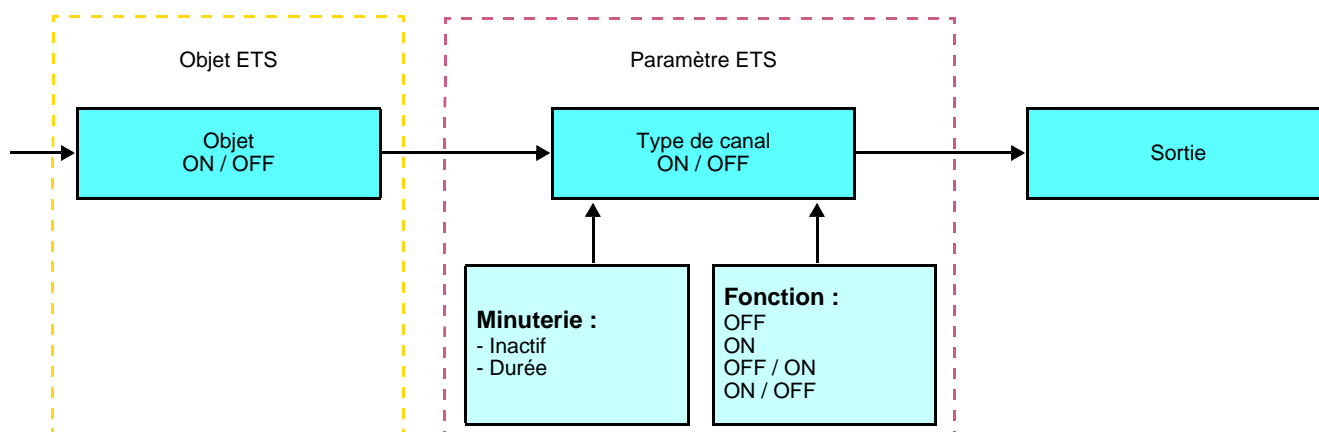 Objet ETS
Paramètre ETS
Objet
ON / OFF
Type de canal
ON / OFF
Sortie
Minuterie :
- Inactif
- Durée
Fonction :
OFF
ON
OFF / ON
ON / OFF